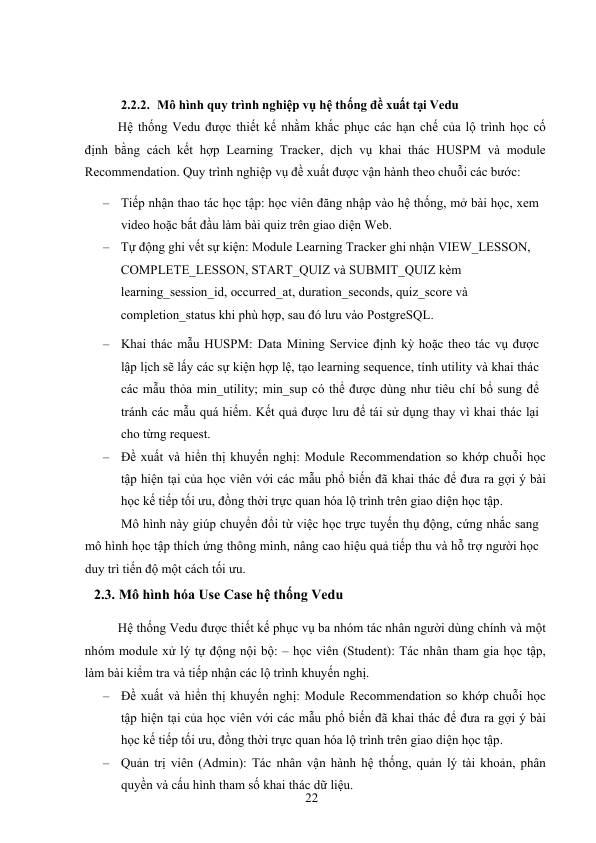 2.2.2. Mô hình quy trình nghiệp vụ hệ thống đề xuất tại Vedu
Hệ thống Vedu được thiết kế nhằm khắc phục các hạn chế của lộ trình học cố
định bằng cách kết hợp Learning Tracker, dịch vụ khai thác HUSPM và module
Recommendation. Quy trình nghiệp vụ đề xuất được vận hành theo chuỗi các bước:
– Tiếp nhận thao tác học tập: học viên đăng nhập vào hệ thống, mở bài học, xem
video hoặc bắt đầu làm bài quiz trên giao diện Web.
– Tự động ghi vết sự kiện: Module Learning Tracker ghi nhận VIEW_LESSON,
COMPLETE_LESSON, START_QUIZ và SUBMIT_QUIZ kèm
learning_session_id, occurred_at, duration_seconds, quiz_score và
completion_status khi phù hợp, sau đó lưu vào PostgreSQL.
– Khai thác mẫu HUSPM: Data Mining Service định kỳ hoặc theo tác vụ được
lập lịch sẽ lấy các sự kiện hợp lệ, tạo learning sequence, tính utility và khai thác
các mẫu thỏa min_utility; min_sup có thể được dùng như tiêu chí bổ sung để
tránh các mẫu quá hiếm. Kết quả được lưu để tái sử dụng thay vì khai thác lại
cho từng request.
– Đề xuất và hiển thị khuyến nghị: Module Recommendation so khớp chuỗi học
tập hiện tại của học viên với các mẫu phổ biến đã khai thác để đưa ra gợi ý bài
học kế tiếp tối ưu, đồng thời trực quan hóa lộ trình trên giao diện học tập.
Mô hình này giúp chuyển đổi từ việc học trực tuyến thụ động, cứng nhắc sang
mô hình học tập thích ứng thông minh, nâng cao hiệu quả tiếp thu và hỗ trợ người học
duy trì tiến độ một cách tối ưu.
2.3. Mô hình hóa Use Case hệ thống Vedu
Hệ thống Vedu được thiết kế phục vụ ba nhóm tác nhân người dùng chính và một
nhóm module xử lý tự động nội bộ: – học viên (Student): Tác nhân tham gia học tập,
làm bài kiểm tra và tiếp nhận các lộ trình khuyến nghị.
– Đề xuất và hiển thị khuyến nghị: Module Recommendation so khớp chuỗi học
tập hiện tại của học viên với các mẫu phổ biến đã khai thác để đưa ra gợi ý bài
học kế tiếp tối ưu, đồng thời trực quan hóa lộ trình trên giao diện học tập.
– Quản trị viên (Admin): Tác nhân vận hành hệ thống, quản lý tài khoản, phân
quyền và cấu hình tham số khai thác dữ liệu.
22